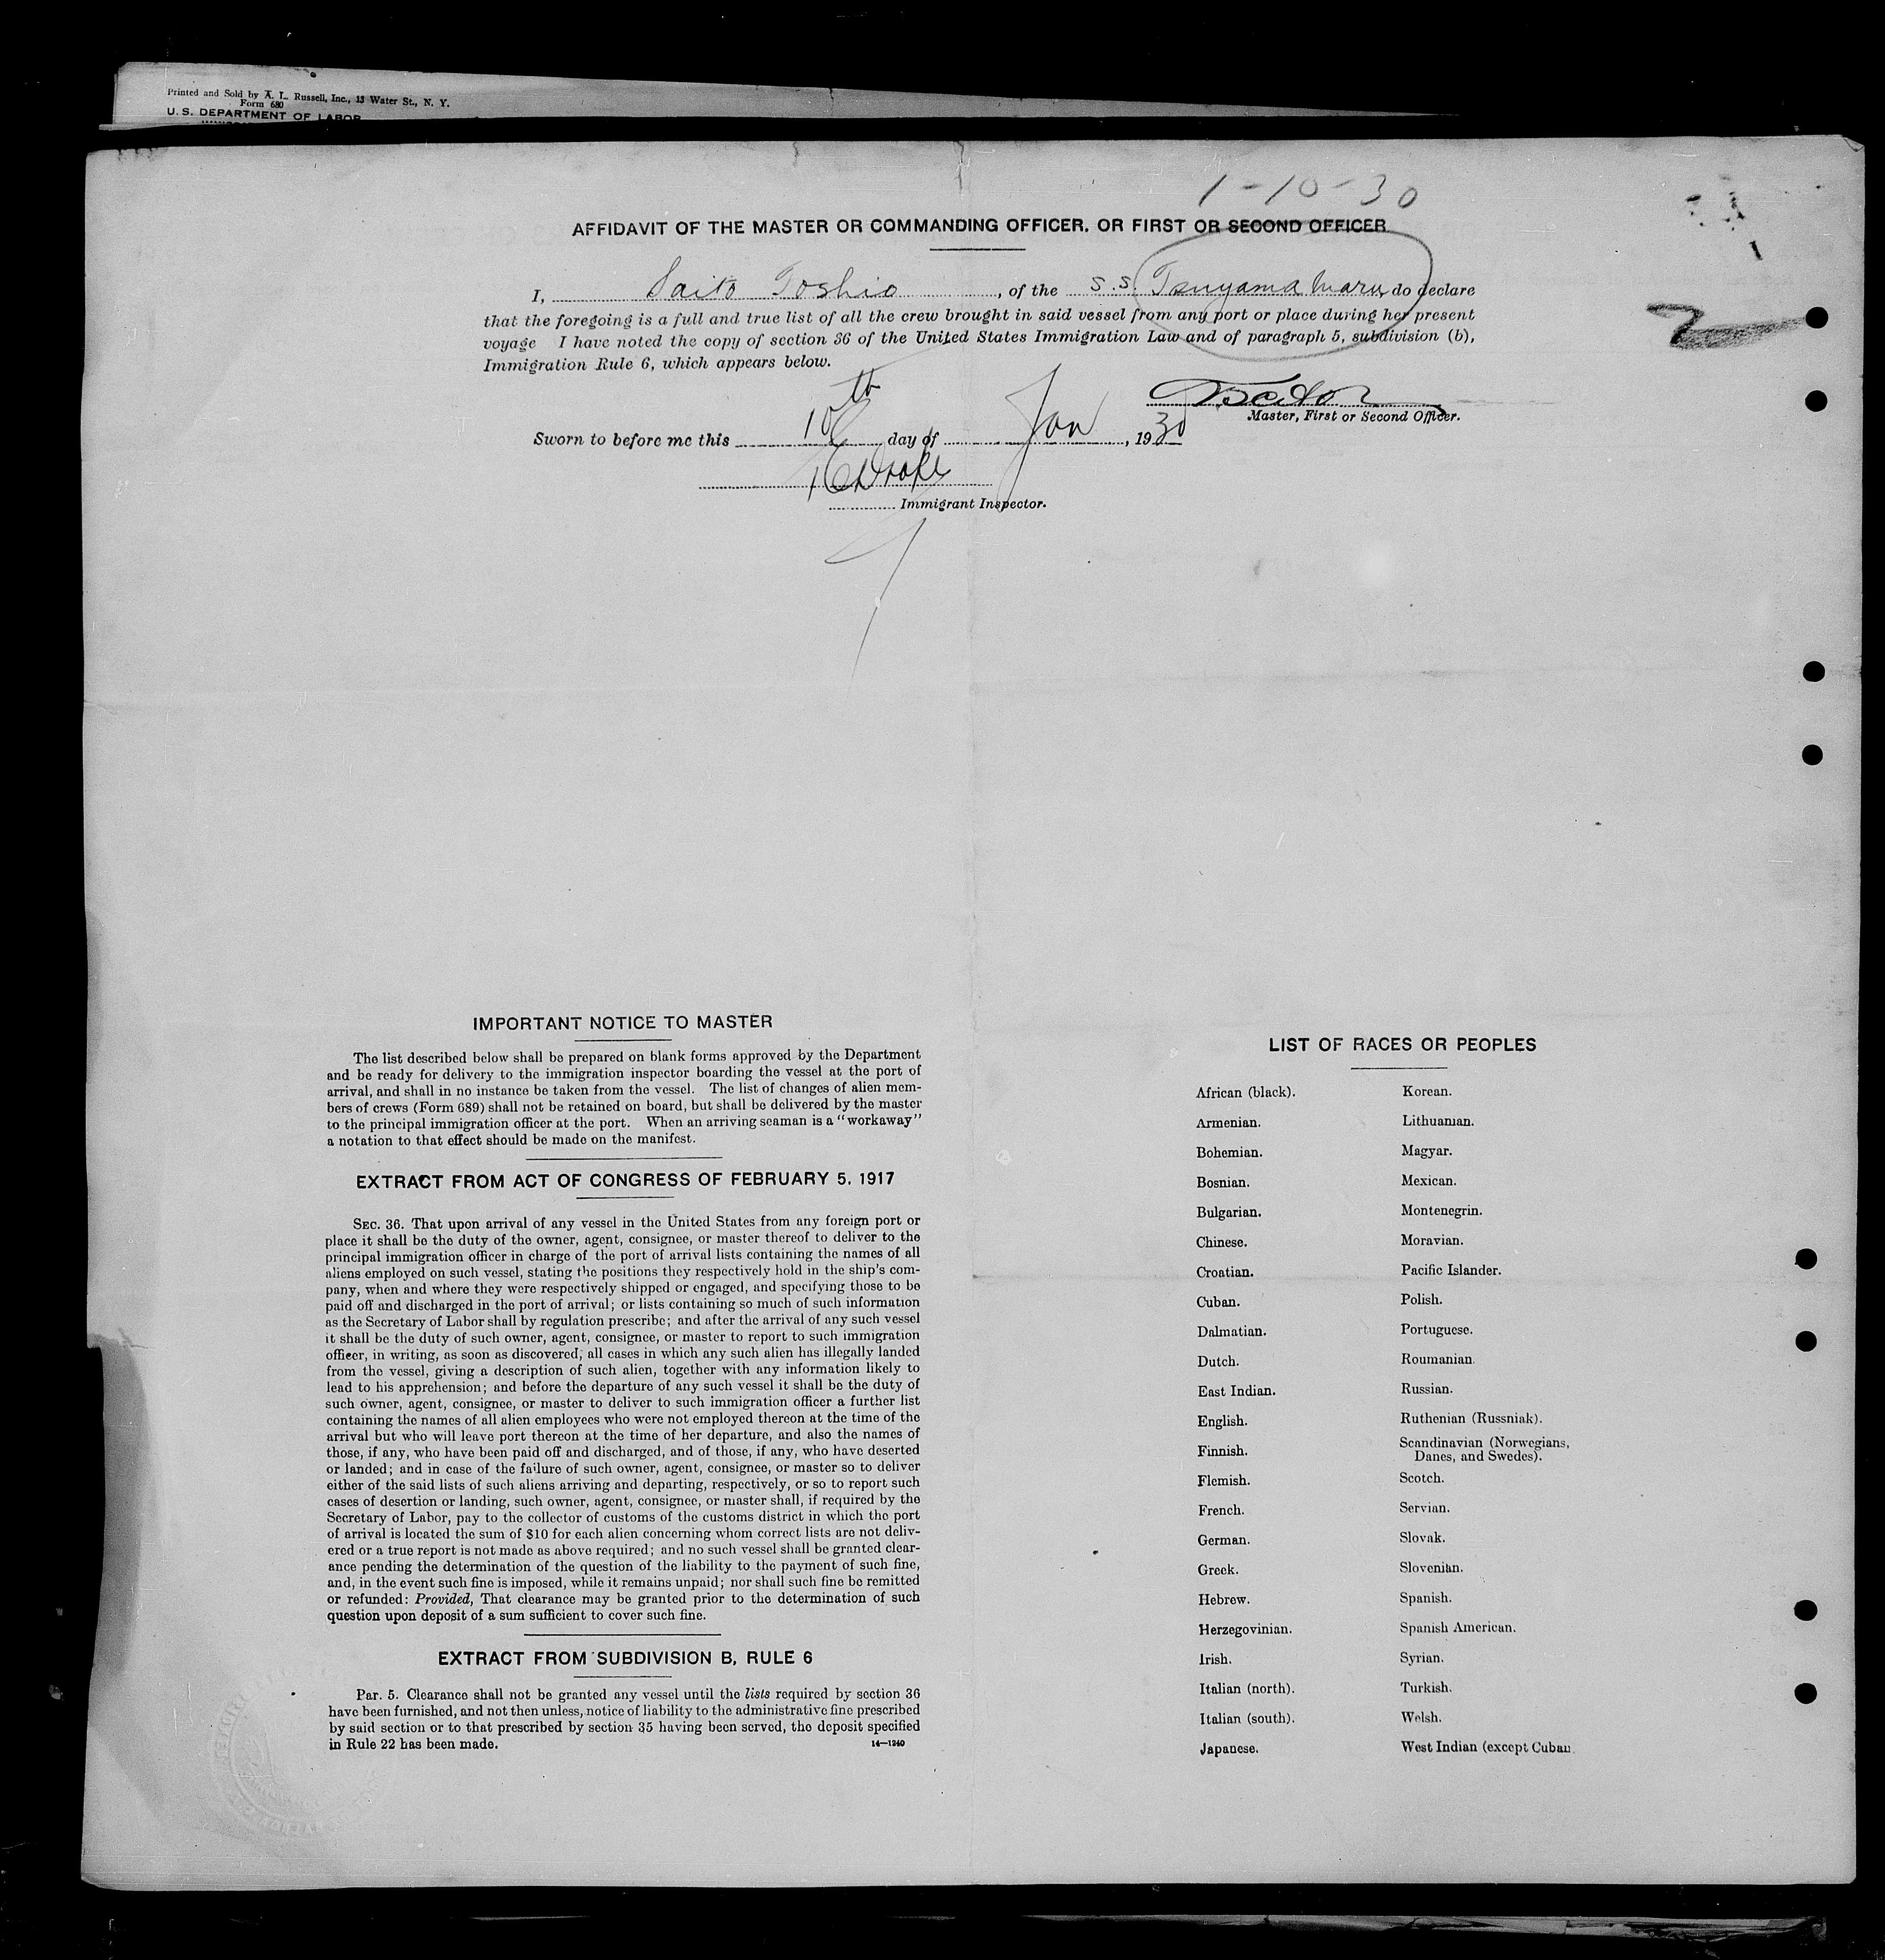 Printed and Sold by A. L. Russell, Inc., 13 Water St., N. Y.
Form 680
U. S. DEPARTMENT OF LABOR
1-10-30
AFFIDAVIT OF THE MASTER OR COMMANDING OFFICER, OR FIRST OR SECOND OFFICER
I, Saito Toshio, of the S.S. Tsuyama Maru do declare
that the foregoing is a full and true list of all the crew brought in said vessel from any port or place during her present
voyage I have noted the copy of section 36 of the United States Immigration Law and of paragraph 5, subdivision (b),
Immigration Rule 6, which appears below.
T Saito
Master, First or Second Officer.
Sworn to before me this 10th day of Jan, 1930
Drake
Immigrant Inspector.
2
IMPORTANT NOTICE TO MASTER
The list described below shall be prepared on blank forms approved by the Department
and be ready for delivery to the immigration inspector boarding the vessel at the port of
arrival, and shall in no instance be taken from the vessel. The list of changes of alien mem-
bers of crews (Form 689) shall not be retained on board, but shall be delivered by the master
to the principal immigration officer at the port. When an arriving seaman is a "workaway"
a notation to that effect should be made on the manifest.
EXTRACT FROM ACT OF CONGRESS OF FEBRUARY 5, 1917
SEC. 36. That upon arrival of any vessel in the United States from any foreign port or
place it shall be the duty of the owner, agent, consignee, or master thereof to deliver to the
principal immigration officer in charge of the port of arrival lists containing the names of all
aliens employed on such vessel, stating the positions they respectively hold in the ship's com-
pany, when and where they were respectively shipped or engaged, and specifying those to be
paid off and discharged in the port of arrival; or lists containing so much of such information
as the Secretary of Labor shall by regulation prescribe; and after the arrival of any such vessel
it shall be the duty of such owner, agent, consignee, or master to report to such immigration
officer, in writing, as soon as discovered, all cases in which any such alien has illegally landed
from the vessel, giving a description of such alien, together with any information likely to
lead to his apprehension; and before the departure of any such vessel it shall be the duty of
such owner, agent, consignee, or master to deliver to such immigration officer a further list
containing the names of all alien employees who were not employed thereon at the time of the
arrival but who will leave port thereon at the time of her departure, and also the names of
those, if any, who have been paid off and discharged, and of those, if any, who have deserted
or landed; and in case of the failure of such owner, agent, consignee, or master so to deliver
either of the said lists of such aliens arriving and departing, respectively, or so to report such
cases of desertion or landing, such owner, agent, consignee, or master shall, if required by the
Secretary of Labor, pay to the collector of customs of the customs district in which the port
of arrival is located the sum of $10 for each alien concerning whom correct lists are not deliv-
ered or a true report is not made as above required; and no such vessel shall be granted clear-
ance pending the determination of the question of the liability to the payment of such fine,
and, in the event such fine is imposed, while it remains unpaid; nor shall such fine be remitted
or refunded: Provided, That clearance may be granted prior to the determination of such
question upon deposit of a sum sufficient to cover such fine.
EXTRACT FROM SUBDIVISION B, RULE 6
Par. 5. Clearance shall not be granted any vessel until the lists required by section 36
have been furnished, and not then unless, notice of liability to the administrative fine prescribed
by said section or to that prescribed by section 35 having been served, the deposit specified
in Rule 22 has been made.
14—1240
LIST OF RACES OR PEOPLES
African (black).
Armenian.
Bohemian.
Bosnian.
Bulgarian.
Chinese.
Croatian.
Cuban.
Dalmatian.
Dutch.
East Indian.
English.
Finnish.
Flemish.
French.
German.
Greek.
Hebrew.
Herzegovinian.
Irish.
Italian (north).
Italian (south).
Japanese.
Korean.
Lithuanian.
Magyar.
Mexican.
Montenegrin.
Moravian.
Pacific Islander.
Polish.
Portuguese.
Roumanian.
Russian.
Ruthenian (Russniak).
Scandinavian (Norwegians,
Danes, and Swedes).
Scotch.
Servian.
Slovak.
Slovenian.
Spanish.
Spanish American.
Syrian.
Turkish.
Welsh.
West Indian (except Cuban